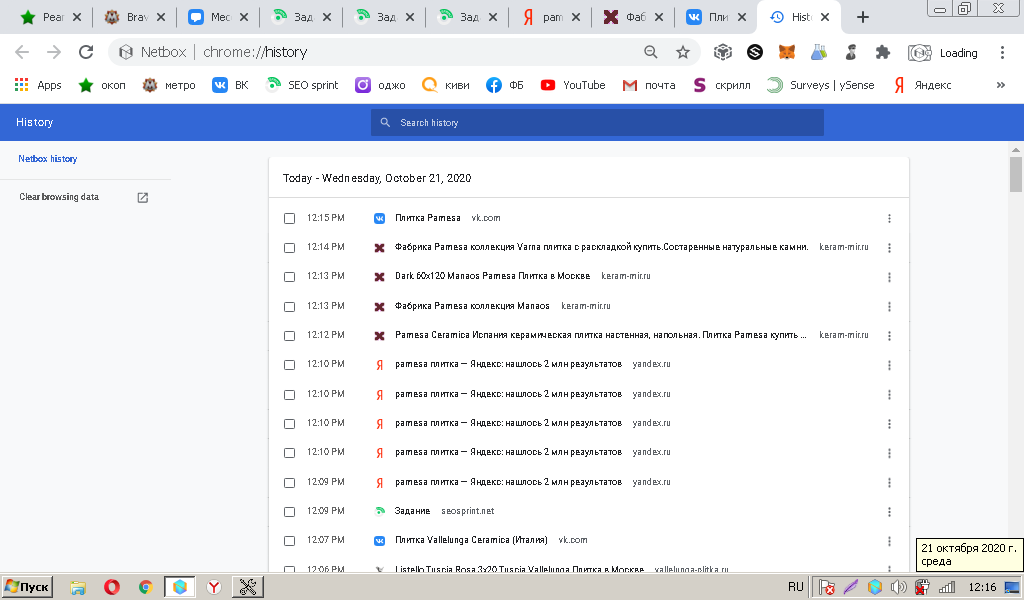 Pear
Brav
Мес
Зад
Зад
Зад
pam
Фаб
Пли
Hist
Netbox
chrome://history
Loading
Apps
окоп
метро
ВК
SEO sprint
оджо
киви
ФБ
YouTube
почта
скрилл
Surveys | ySense
Яндекс
»
History
Search history
Netbox history
Clear browsing data
Today - Wednesday, October 21, 2020
12:15 PM Плитка Pamesa vk.com
12:14 PM Фабрика Pamesa коллекция Varna плитка с раскладкой купить.Состаренные натуральные камни. keram-mir.ru
12:13 PM Dark 60x120 Manaos Pamesa Плитка в Москве keram-mir.ru
12:13 PM Фабрика Pamesa коллекция Manaos keram-mir.ru
12:12 PM Pamesa Ceramica Испания керамическая плитка настенная, напольная. Плитка Pamesa купить ... keram-mir.ru
12:10 PM pamesa плитка — Яндекс: нашлось 2 млн результатов yandex.ru
12:10 PM pamesa плитка — Яндекс: нашлось 2 млн результатов yandex.ru
12:10 PM pamesa плитка — Яндекс: нашлось 2 млн результатов yandex.ru
12:10 PM pamesa плитка — Яндекс: нашлось 2 млн результатов yandex.ru
12:09 PM pamesa плитка — Яндекс: нашлось 2 млн результатов yandex.ru
12:09 PM Задание seosprint.net
12:07 PM Плитка Vallelunga Ceramica (Италия) vk.com
12:06 PM Listello Tuscia Rosa 3x20 Tuscia Vallelunga Плитка в Москве vallelunga-plitka.ru
21 октября 2020 г.
среда
Пуск
RU
12:16